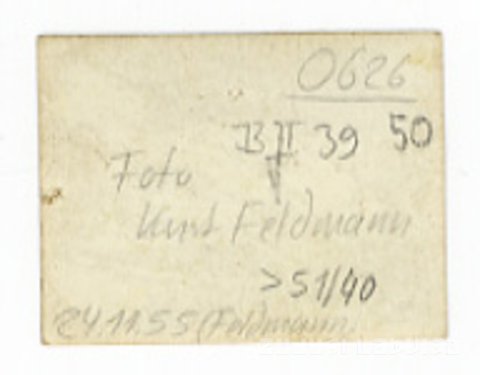 0626
B II 39 50
Foto
Kurt Feldmann
>51/40
24.11.55 (Feldmann)